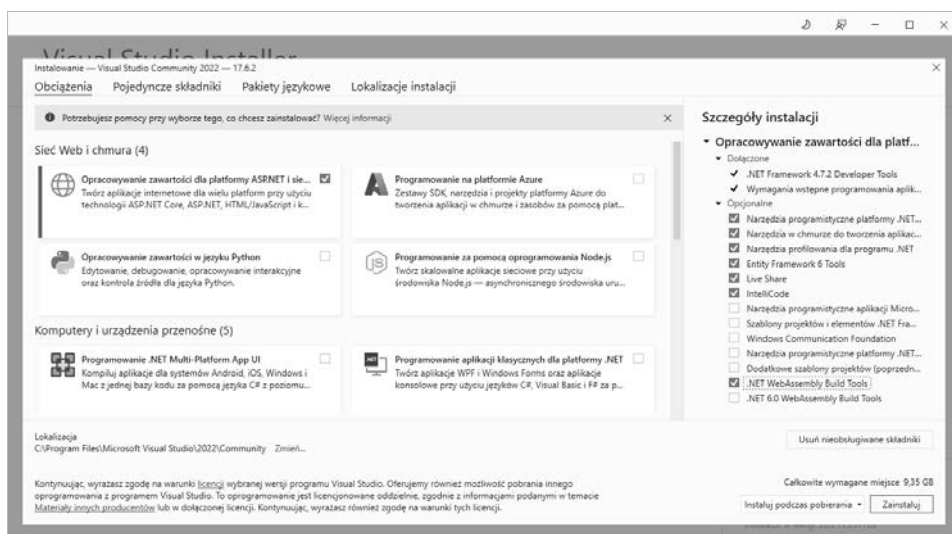 Visual Studio Installer
Instalowanie — Visual Studio Community 2022 — 17.6.2
Obciążenia
Pojedyncze składniki
Pakiety językowe
Lokalizacje instalacji
Potrzebujesz pomocy przy wyborze tego, co chcesz zainstalować? Więcej informacji
Sieć Web i chmura (4)
Opracowywanie zawartości dla platformy ASP.NET i sie...
Twórz aplikacje internetowe dla wielu platform przy użyciu
technologii ASP.NET Core, ASP.NET, HTML/JavaScript i k...
Programowanie na platformie Azure
Zestawy SDK, narzędzia i projekty platformy Azure do
tworzenia aplikacji w chmurze i zasobów za pomocą plat...
Opracowywanie zawartości w języku Python
Edytowanie, debugowanie, opracowywanie interakcyjne
oraz kontrola źródła dla języka Python.
Programowanie za pomocą oprogramowania Node.js
Twórz skalowalne aplikacje sieciowe przy użyciu
środowiska Node.js — asynchronicznego środowiska uru...
Komputery i urządzenia przenośne (5)
Programowanie .NET Multi-Platform App UI
Kompiluj aplikacje dla systemów Android, iOS, Windows i
Mac z jednej bazy kodu za pomocą języka C# z poziomu...
Programowanie aplikacji klasycznych dla platformy .NET
Twórz aplikacje WPF i Windows Forms oraz aplikacje
konsolowe przy użyciu języków C#, Visual Basic i F# za p...
Szczegóły instalacji
Opracowywanie zawartości dla platf...
Dołączone
.NET Framework 4.7.2 Developer Tools
Wymagania wstępne programowania aplik...
Opcjonalne
Narzędzia programistyczne platformy .NET...
Narzędzia w chmurze do tworzenia aplikac...
Narzędzia profilowania dla programu .NET
Entity Framework 6 Tools
Live Share
IntelliCode
Narzędzia programistyczne aplikacji Micro...
Szablony projektów i elementów .NET Fra...
Windows Communication Foundation
Narzędzia programistyczne platformy .NET...
Dodatkowe szablony projektów (poprzedn...
.NET WebAssembly Build Tools
.NET 6.0 WebAssembly Build Tools
Lokalizacja
C:\Program Files\Microsoft Visual Studio\2022\Community Zmień...
Usuń nieobsługiwane składniki
Kontynuując, wyrażasz zgodę na warunki licencji wybranej wersji programu Visual Studio. Oferujemy również możliwość pobrania innego
oprogramowania z programem Visual Studio. To oprogramowanie jest licencjonowane oddzielnie, zgodnie z informacjami podanymi w temacie
Materiały innych producentów lub w dołączonej licencji. Kontynuując, wyrażasz również zgodę na warunki tych licencji.
Całkowite wymagane miejsce 9,35 GB
Instaluj podczas pobierania
Zainstaluj